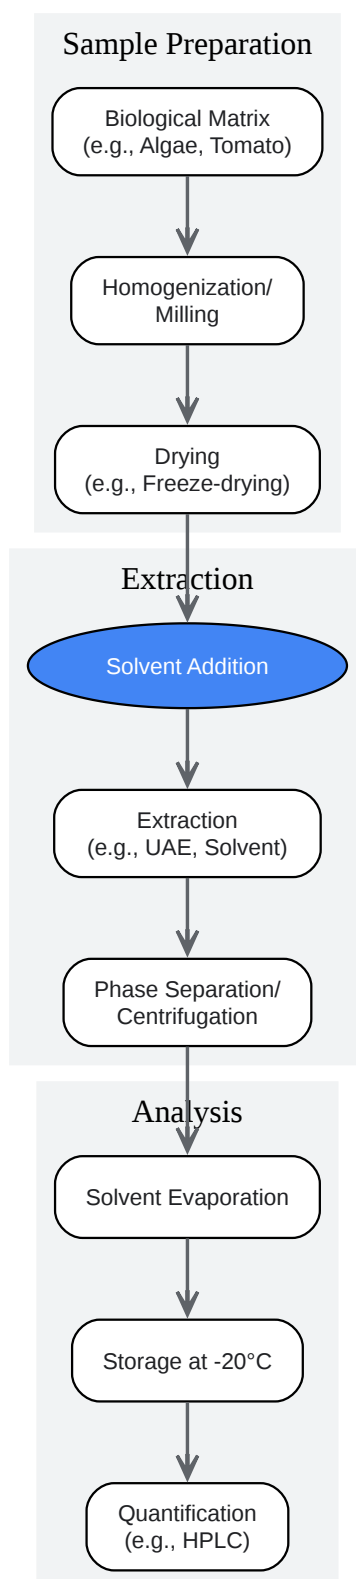 Sample Preparation
Biological Matrix
(e.g., Algae, Tomato)
Homogenization/
Milling
Drying
(e.g., Freeze-drying)
Extraction
Solvent Addition
Extraction
(e.g., UAE, Solvent)
Phase Separation/
Centrifugation
Analysis
Solvent Evaporation
Storage at -20°C
Quantification
(e.g., HPLC)